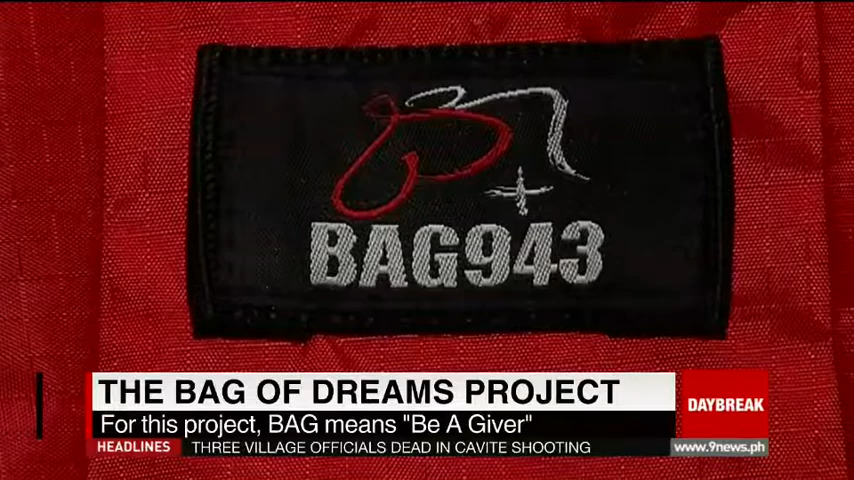 BAG943
THE BAG OF DREAMS PROJECT
For this project, BAG means "Be A Giver"
DAYBREAK
HEADLINES THREE VILLAGE OFFICIALS DEAD IN CAVITE SHOOTING
www.9news.ph